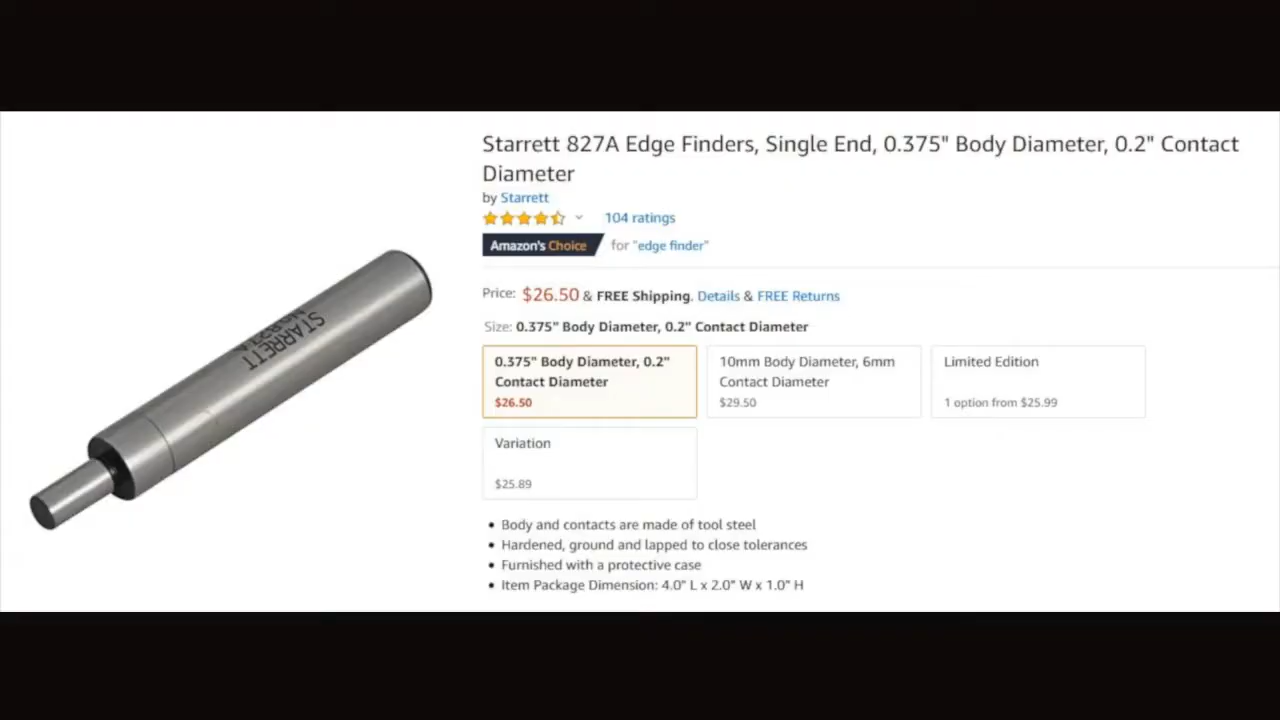 Starrett 827A Edge Finders, Single End, 0.375" Body Diameter, 0.2" Contact
Diameter
by Starrett
104 ratings
Amazon's Choice for "edge finder"
Price: $26.50 & FREE Shipping. Details & FREE Returns
Size: 0.375" Body Diameter, 0.2" Contact Diameter
0.375" Body Diameter, 0.2"
Contact Diameter
$26.50
10mm Body Diameter, 6mm
Contact Diameter
$29.50
Limited Edition
1 option from $25.99
Variation
$25.89
• Body and contacts are made of tool steel
• Hardened, ground and lapped to close tolerances
• Furnished with a protective case
• Item Package Dimension: 4.0" L x 2.0" W x 1.0" H
STARRETT
NO.827A